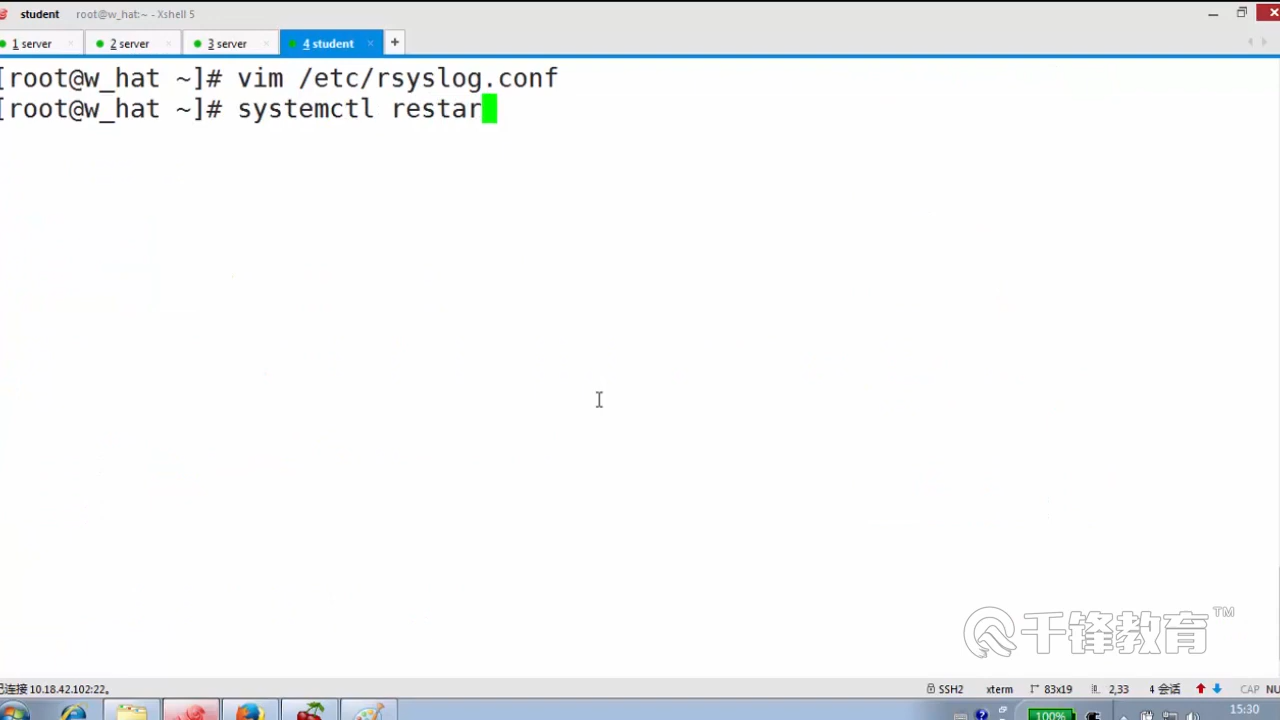 student root@w_hat:~ - Xshell 5
1 server × 2 server × 3 server × 4 student × +
[root@w_hat ~]# vim /etc/rsyslog.conf
[root@w_hat ~]# systemctl restar
千锋教育™
已连接 10.18.42.102:22。 SSH2 xterm 83x19 2,33 4 会话 CAP NU
100% 15:30